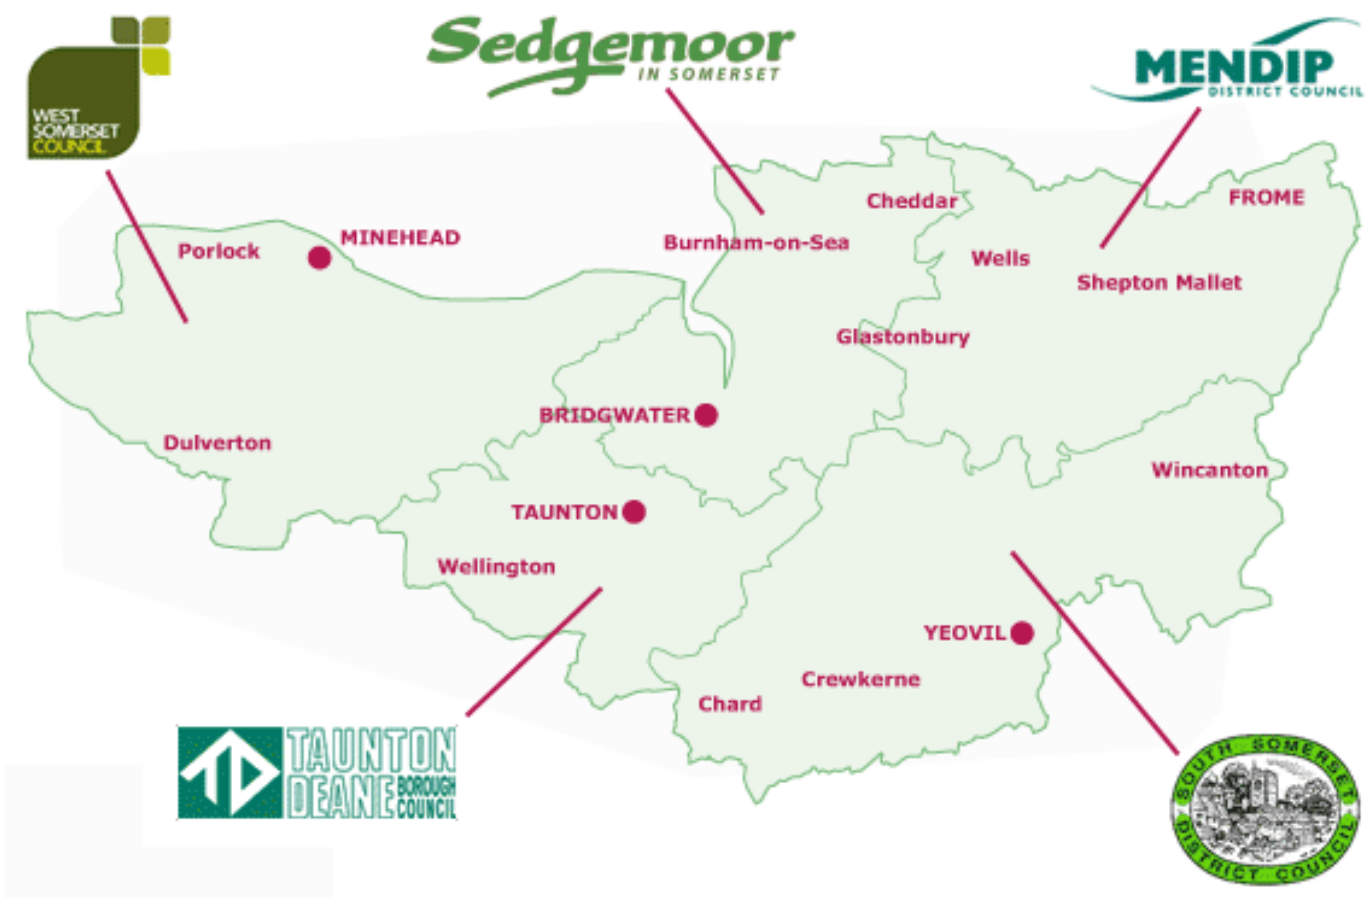 WEST
SOMERSET
COUNCIL
Sedgemoor
IN SOMERSET
MENDIP
DISTRICT COUNCIL
Cheddar
FROME
Porlock
MINEHEAD
Burnham-on-Sea
Wells
Shepton Mallet
Glastonbury
BRIDGWATER
Dulverton
Wincanton
TAUNTON
Wellington
YEOVIL
Crewkerne
Chard
TD
TAUNTON
DEANE
BOROUGH
COUNCIL
SOUTH SOMERSET
DISTRICT COUNCIL